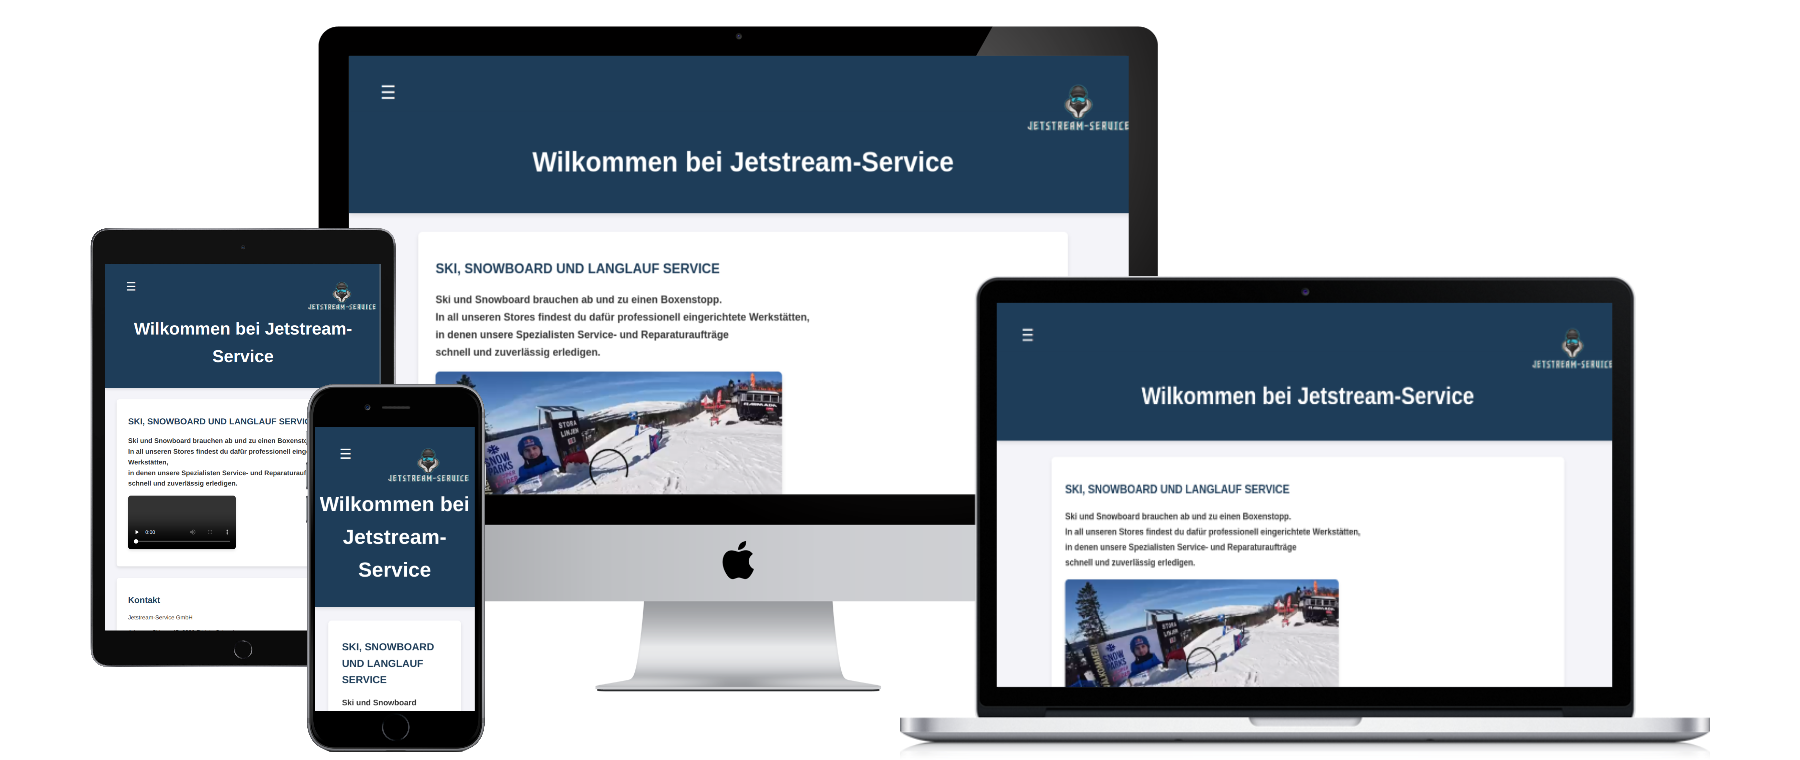 JETSTREAM-SERVICE
Wilkommen bei Jetstream-Service
SKI, SNOWBOARD UND LANGLAUF SERVICE
Ski und Snowboard brauchen ab und zu einen Boxenstopp.
In all unseren Stores findest du dafür professionell eingerichtete Werkstätten,
in denen unsere Spezialisten Service- und Reparaturaufträge
schnell und zuverlässig erledigen.
STORA
LINJEN
SNOW
PARKS
JETSTREAM-SERVICE
Wilkommen bei Jetstream-
Service
SKI, SNOWBOARD UND LANGLAUF SERVIC
Ski und Snowboard brauchen ab und zu einen Boxensto
In all unseren Stores findest du dafür professionell eing
Werkstätten,
in denen unsere Spezialisten Service- und Reparaturauf
schnell und zuverlässig erledigen.
0:00
Kontakt
Jetstream-Service GmbH
JETSTREAM-SERVICE
Wilkommen bei
Jetstream-
Service
SKI, SNOWBOARD
UND LANGLAUF
SERVICE
Ski und Snowboard
JETSTREAM-SERVICE
Wilkommen bei Jetstream-Service
SKI, SNOWBOARD UND LANGLAUF SERVICE
Ski und Snowboard brauchen ab und zu einen Boxenstopp.
In all unseren Stores findest du dafür professionell eingerichtete Werkstätten,
in denen unsere Spezialisten Service- und Reparaturaufträge
schnell und zuverlässig erledigen.
STORA
LINJEN
SNOW
PARKS